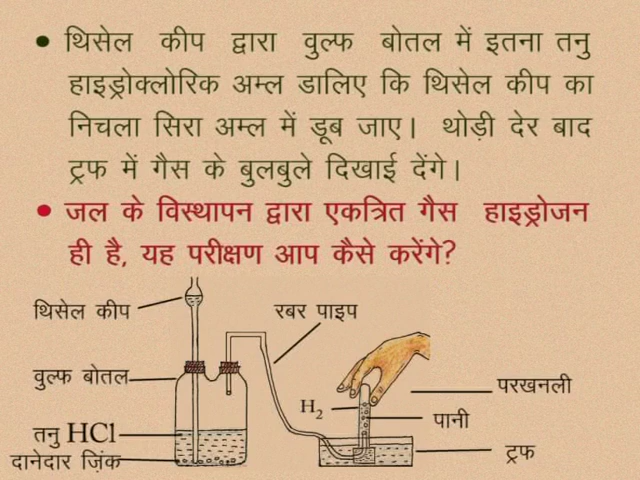 • थिसेल कीप द्वारा वुल्फ बोतल में इतना तनु
हाइड्रोक्लोरिक अम्ल डालिए कि थिसेल कीप का
निचला सिरा अम्ल में डूब जाए। थोड़ी देर बाद
ट्रफ में गैस के बुलबुले दिखाई देंगे।
• जल के विस्थापन द्वारा एकत्रित गैस हाइड्रोजन
ही है, यह परीक्षण आप कैसे करेंगे?
थिसेल कीप
रबर पाइप
वुल्फ बोतल
परखनली
H₂
पानी
तनु HCl
ट्रफ
दानेदार ज़िंक